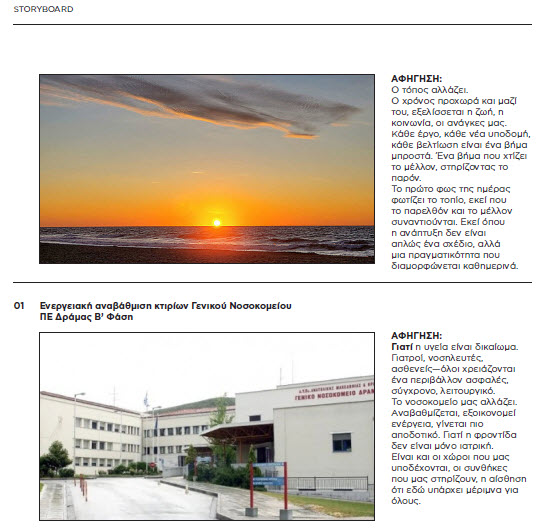 STORYBOARD
ΑΦΗΓΗΣΗ:
Ο τόπος αλλάζει.
Ο χρόνος προχωρά και μαζί
του, εξελίσσεται η ζωή, η
κοινωνία, οι ανάγκες μας.
Κάθε έργο, κάθε νέα υποδομή,
κάθε βελτίωση είναι ένα βήμα
μπροστά. Ένα βήμα που χτίζει
το μέλλον, στηρίζοντας το
παρόν.
Το πρώτο φως της ημέρας
φωτίζει το τοπίο, εκεί που
το παρελθόν και το μέλλον
συναντιούνται. Εκεί όπου
η ανάπτυξη δεν είναι
απλώς ένα σχέδιο, αλλά
μια πραγματικότητα που
διαμορφώνεται καθημερινά.
01 Ενεργειακή αναβάθμιση κτιρίων Γενικού Νοσοκομείου
ΠΕ Δράμας Β' Φάση
ΑΦΗΓΗΣΗ:
Γιατί η υγεία είναι δικαίωμα.
Γιατροί, νοσηλευτές,
ασθενείς—όλοι χρειάζονται
ένα περιβάλλον ασφαλές,
σύγχρονο, λειτουργικό.
Το νοσοκομείο μας αλλάζει.
Αναβαθμίζεται, εξοικονομεί
ενέργεια, γίνεται πιο
αποδοτικό. Γιατί η φροντίδα
δεν είναι μόνο ιατρική.
Είναι και οι χώροι που μας
υποδέχονται, οι συνθήκες
που μας στηρίζουν, η αίσθηση
ότι εδώ υπάρχει μέριμνα για
όλους.
ΑΝΑΤΟΛΙΚΗΣ ΜΑΚΕΔΟΝΙΑΣ &
ΓΕΝΙΚΟ ΝΟΣΟΚΟΜΕΙΟ ΔΡΑΜ